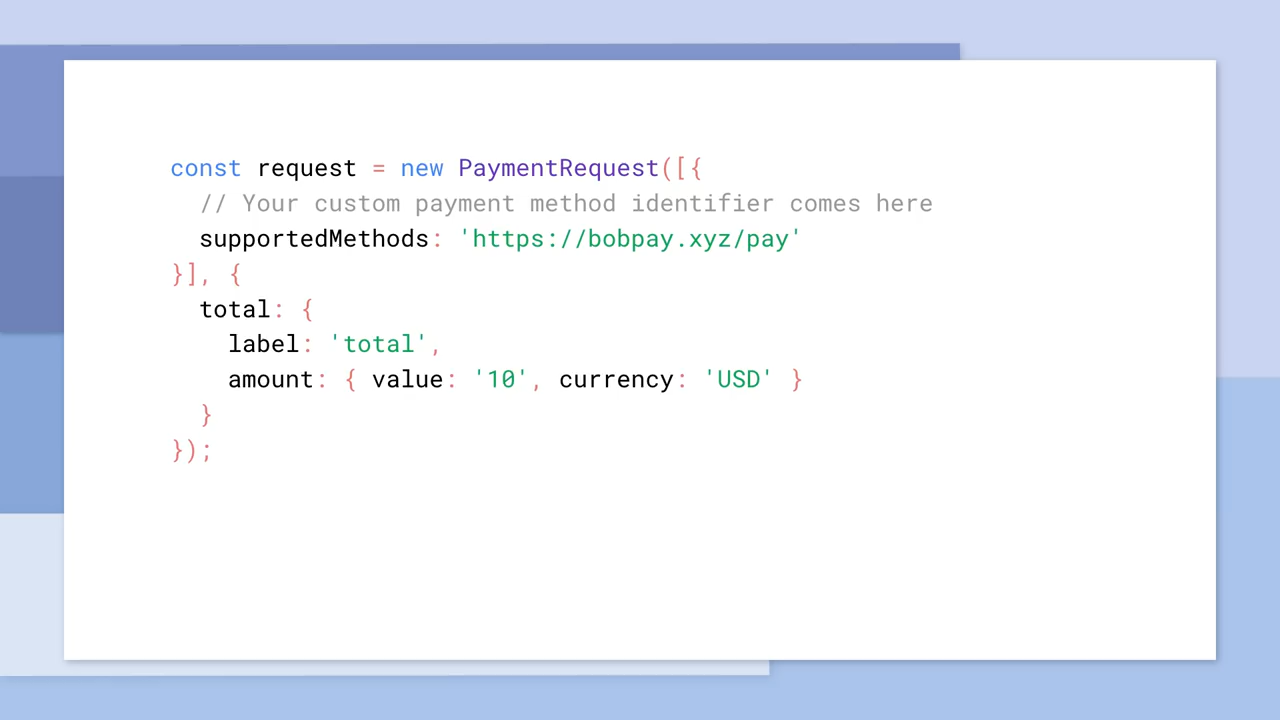 const request = new PaymentRequest([{
  // Your custom payment method identifier comes here
  supportedMethods: 'https://bobpay.xyz/pay'
}], {
  total: {
    label: 'total',
    amount: { value: '10', currency: 'USD' }
  }
});